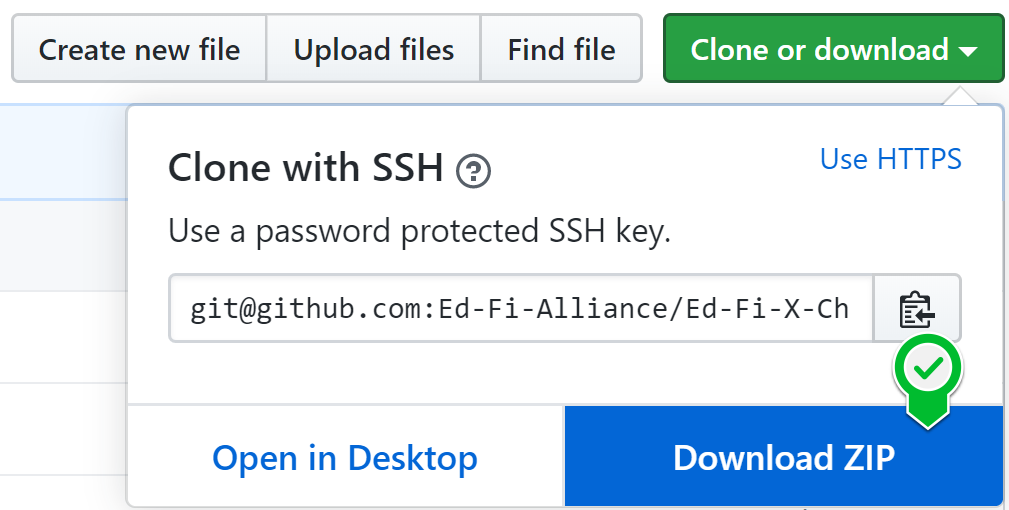 Create new file Upload files Find file Clone or download
Clone with SSH ? Use HTTPS
Use a password protected SSH key.
git@github.com:Ed-Fi-Alliance/Ed-Fi-X-Ch
Open in Desktop Download ZIP